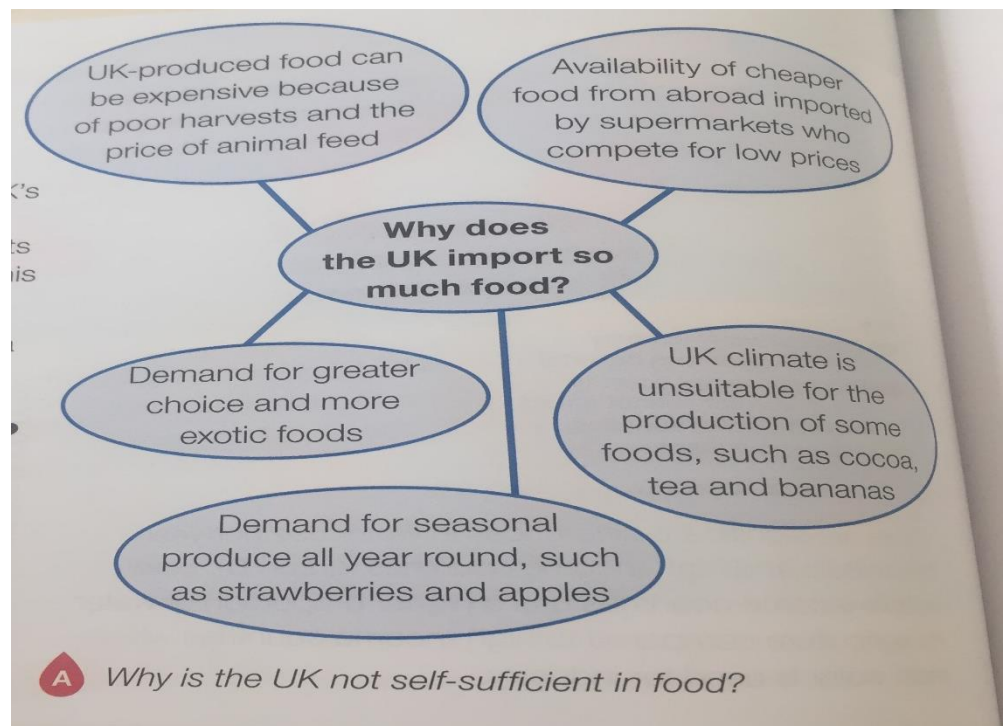 UK-produced food can
be expensive because
of poor harvests and the
price of animal feed
Availability of cheaper
food from abroad imported
by supermarkets who
compete for low prices
K's
ts
is
Why does
the UK import so
much food?
Demand for greater
choice and more
exotic foods
UK climate is
unsuitable for the
production of some
foods, such as cocoa,
tea and bananas
Demand for seasonal
produce all year round, such
as strawberries and apples
A Why is the UK not self-sufficient in food?